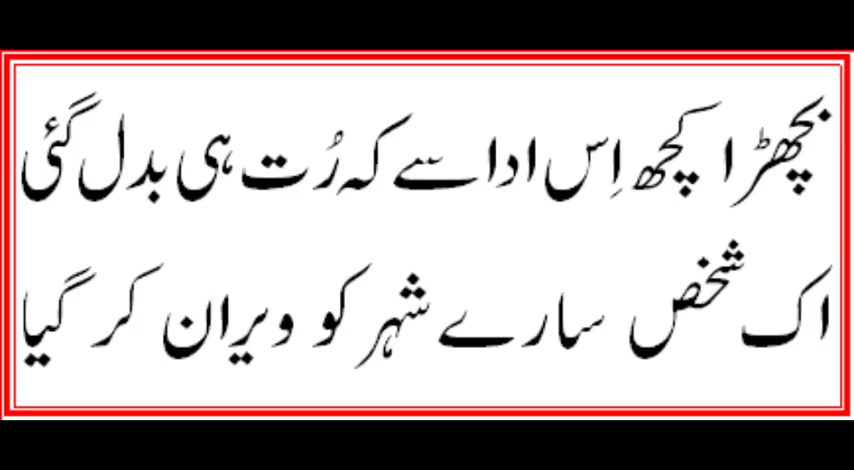 بچھڑا کچھ اِس ادا سے کہ رُت ہی بدل گئی
اک شخص سارے شہر کو ویران کر گیا